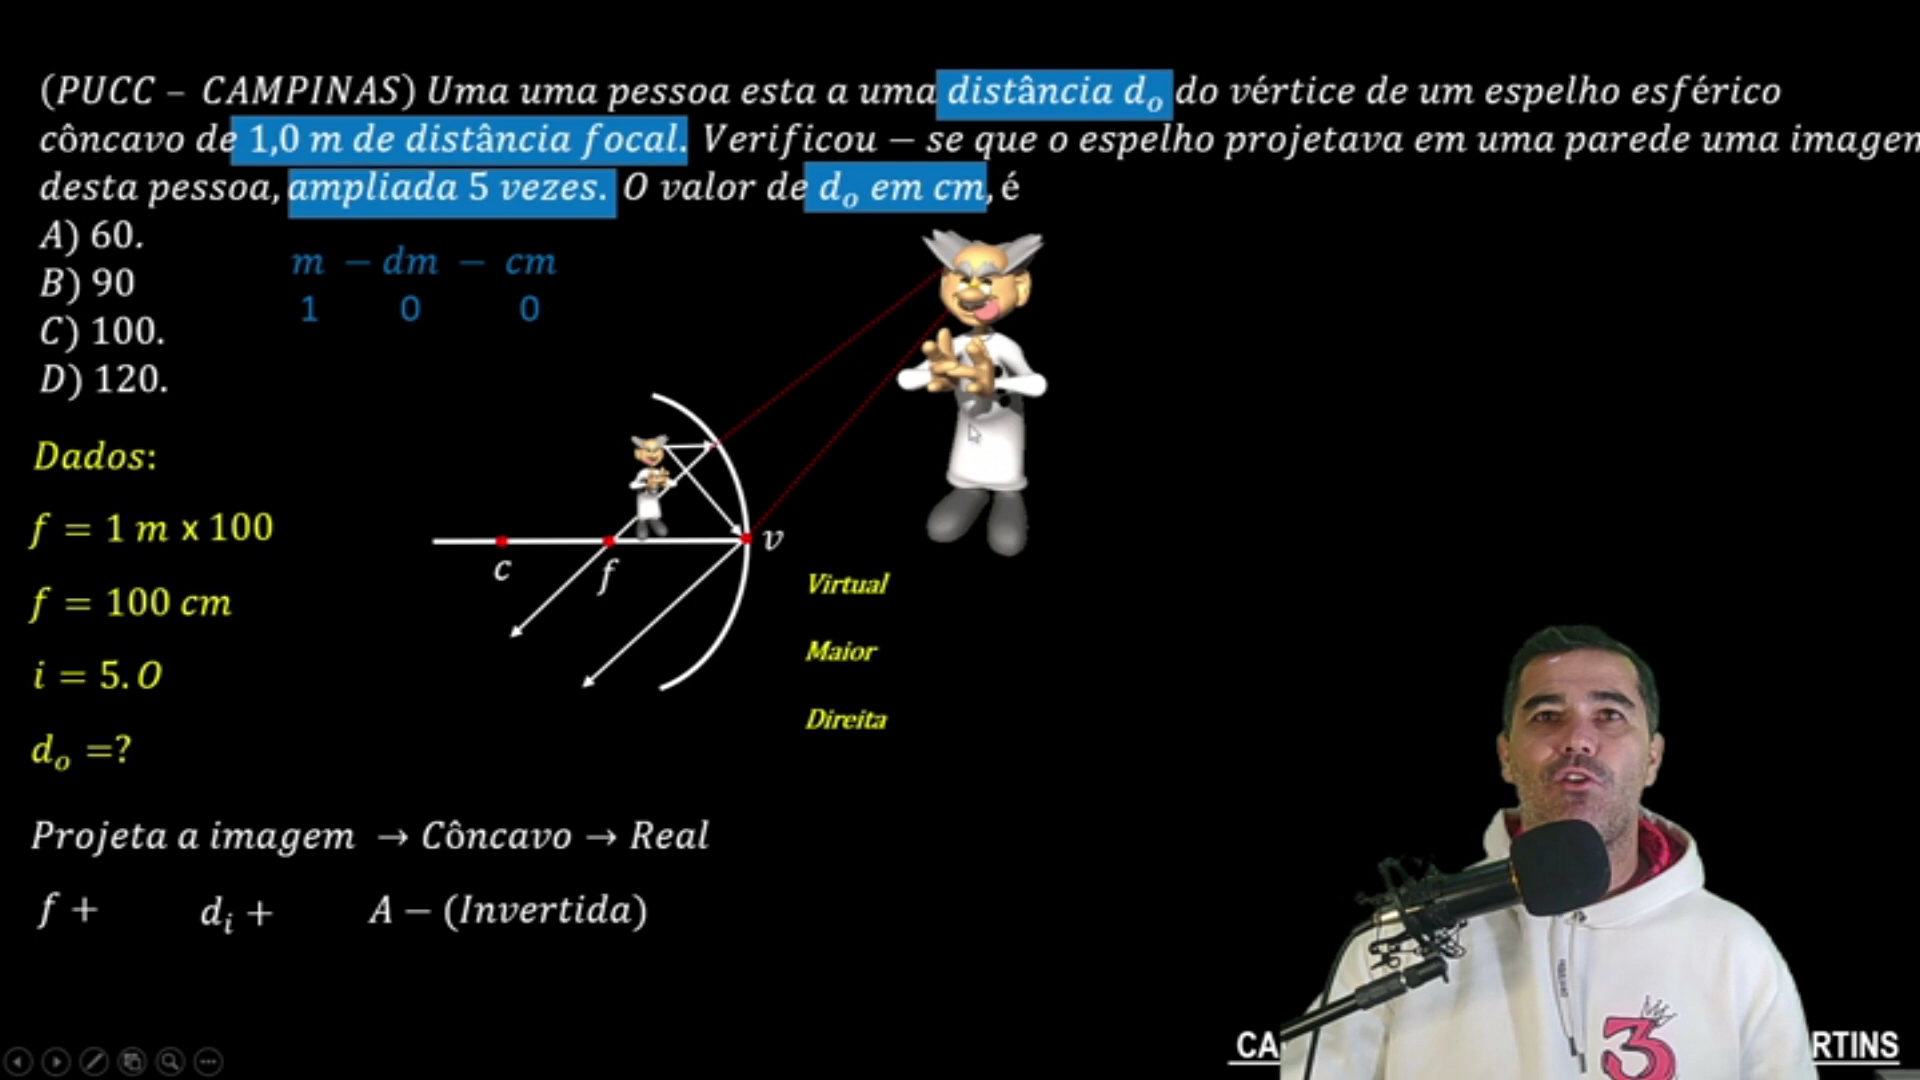 (PUCC – CAMPINAS) Uma uma pessoa esta a uma distância dₒ do vértice de um espelho esférico
côncavo de 1,0 m de distância focal. Verificou – se que o espelho projetava em uma parede uma imagem
desta pessoa, ampliada 5 vezes. O valor de dₒ em cm, é
A) 60.
B) 90
C) 100.
D) 120.
m – dm – cm
1 0 0
Dados:
f = 1 m x 100
f = 100 cm
i = 5. O
dₒ =?
c
f
v
Virtual
Maior
Direita
Projeta a imagem → Côncavo → Real
f + dᵢ + A – (Invertida)
3
CA
RTINS